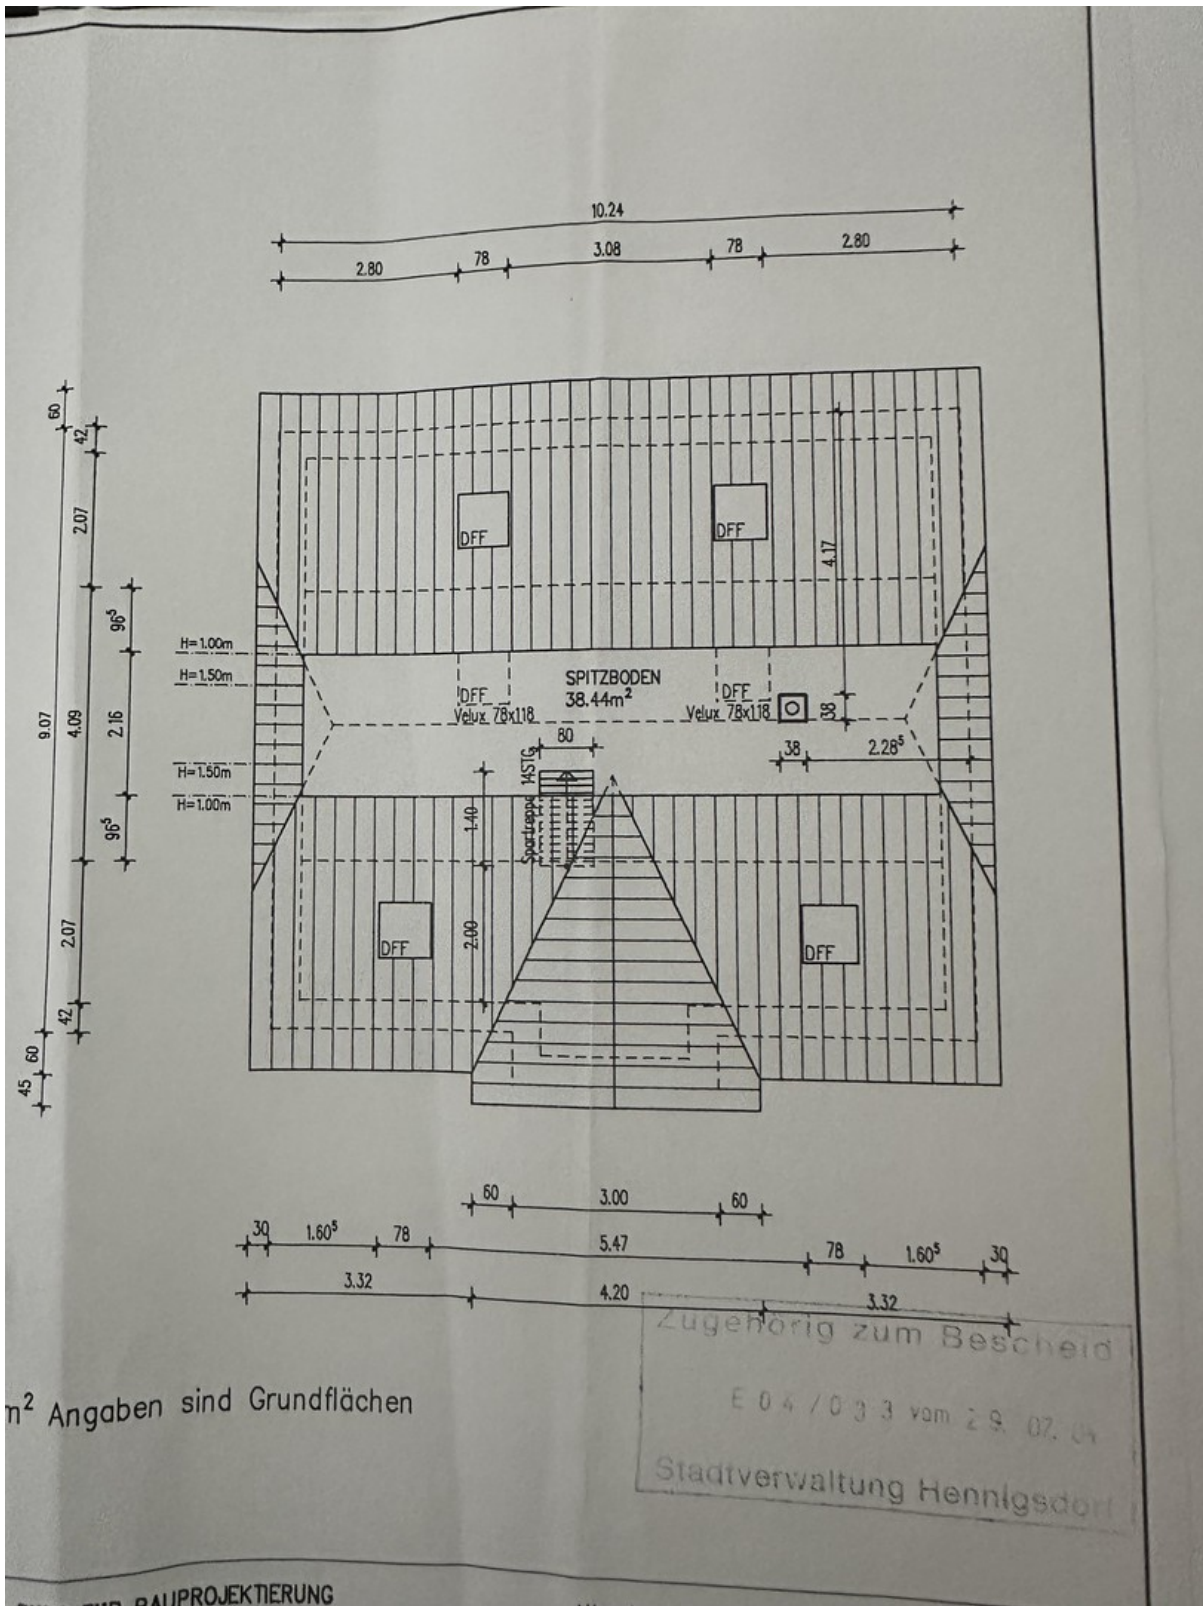 10.24
2.80 78 3.08 78 2.80
60
42
2.07
96⁵
4.17
H=1.00m
H=1.50m
9.07
4.09
2.16
SPITZBODEN
38.44m²
DFF
DFF
DFF
Velux 78x118
DFF
Velux 78x118
38
80
38
2.28⁵
H=1.50m
H=1.00m
96⁵
Spartreppe 14STG
1.40
2.07
2.00
DFF
DFF
42
60
45
60 3.00 60
30 1.60⁵ 78 5.47 78 1.60⁵ 30
3.32 4.20 3.32
Zugehörig zum Bescheid
E 04 / 033 vom 29. 07. 04
Stadtverwaltung Hennigsdorf
m² Angaben sind Grundflächen
BAUPROJEKTIERUNG